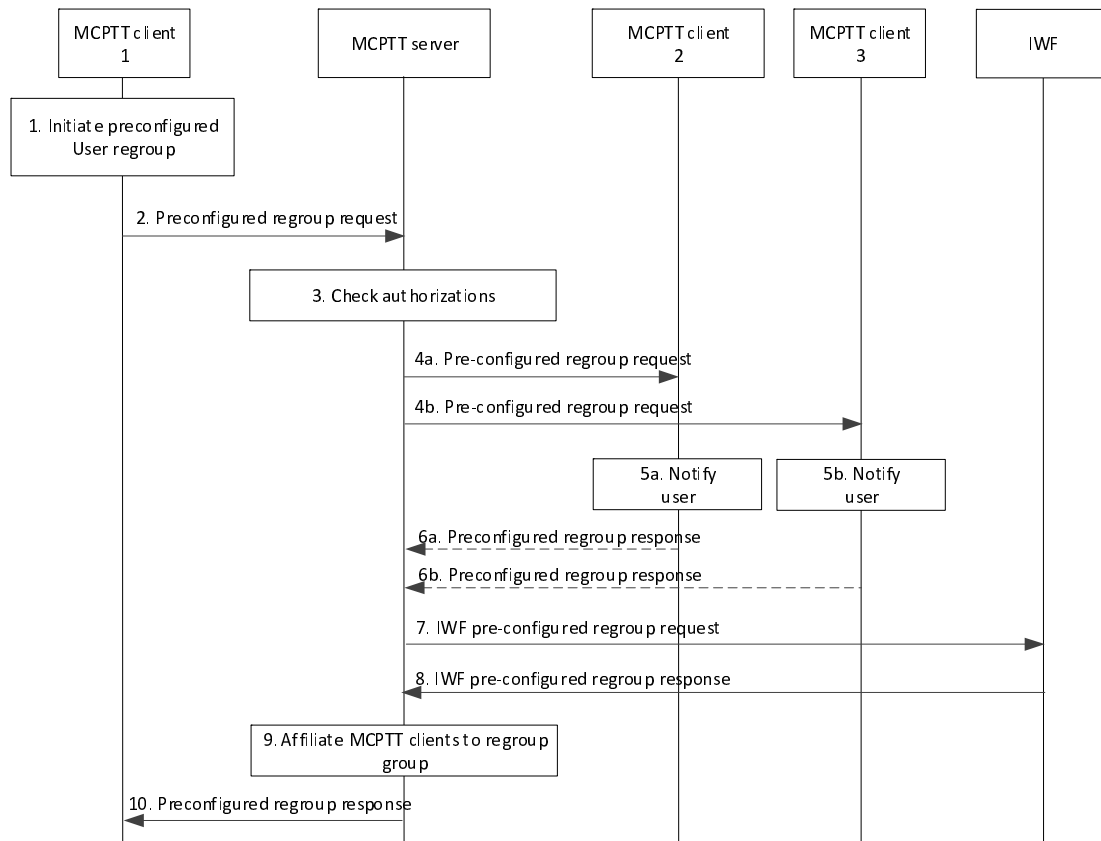 MCPTT client
1
MCPTT server
MCPTT client
2
MCPTT client
3
IWF
1. Initiate preconfigured
User regroup
2. Preconfigured regroup request
3. Check authorizations
4a. Pre-configured regroup request
4b. Pre-configured regroup request
5a. Notify
user
5b. Notify
user
6a. Preconfigured regroup response
6b. Preconfigured regroup response
7. IWF pre-configured regroup request
8. IWF pre-configured regroup response
9. Affiliate MCPTT clients to regroup
group
10. Preconfigured regroup response